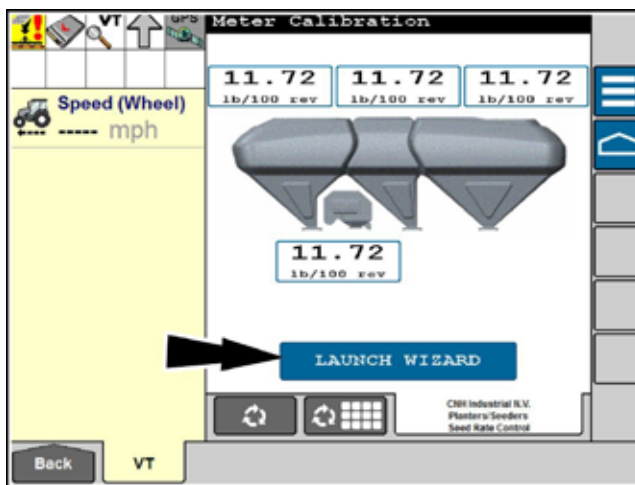 VT
GPS
Meter Calibration
Speed (Wheel)
----- mph
11.72
lb/100 rev
11.72
lb/100 rev
11.72
lb/100 rev
11.72
lb/100 rev
LAUNCH WIZARD
CNH Industrial N.V.
Planters/Seeders
Seed Rate Control
Back
VT